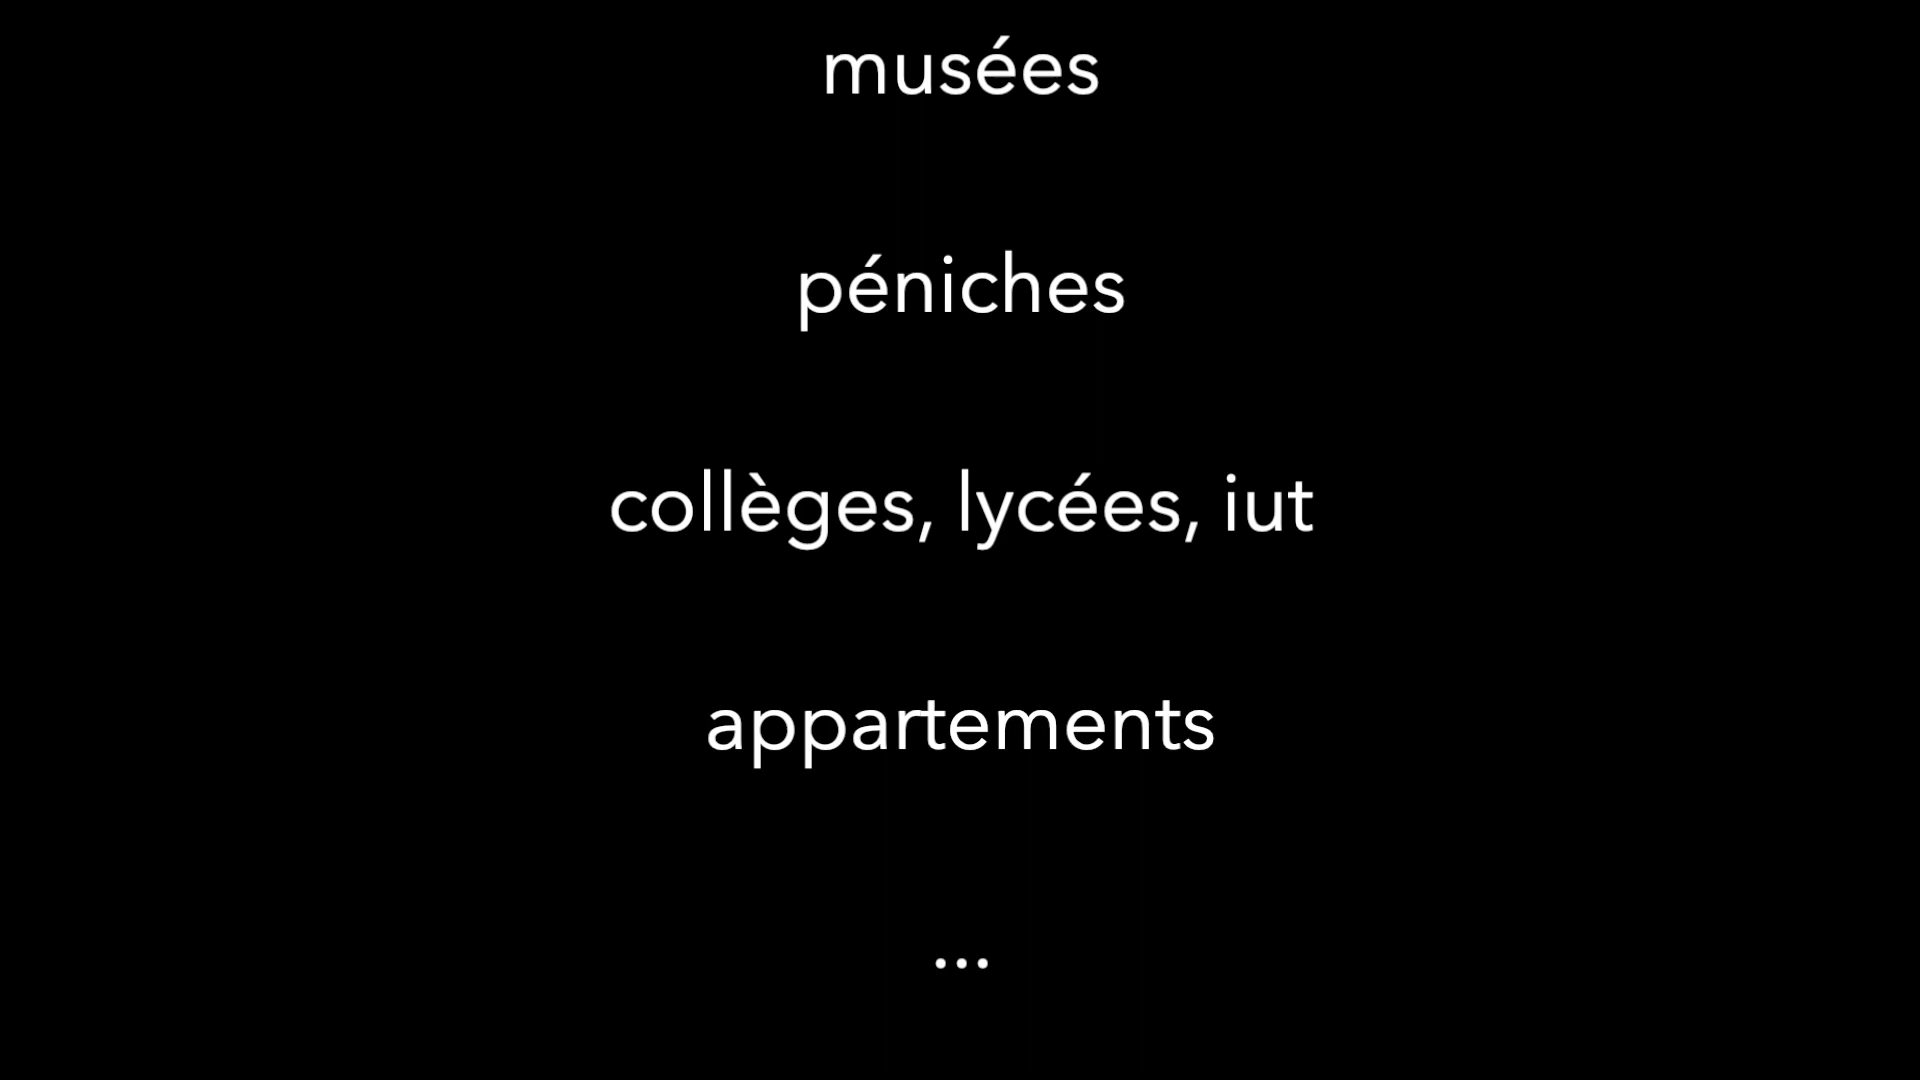 musées
péniches
collèges, lycées, iut
appartements
...